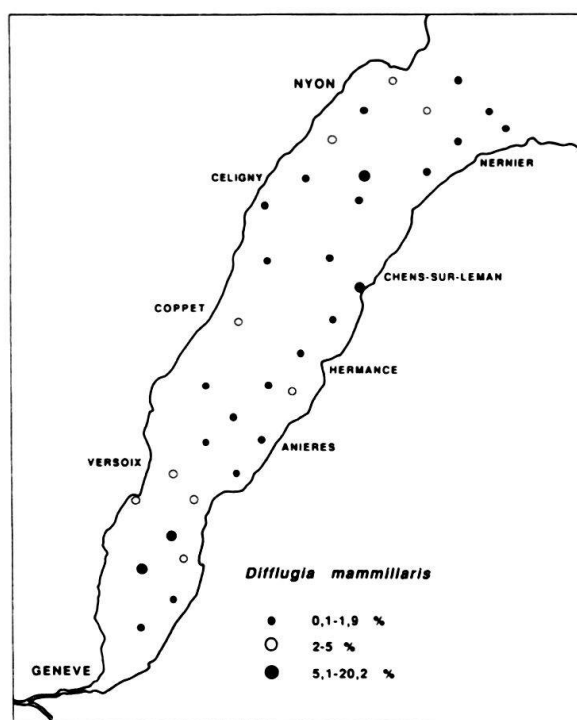 NYON
CELIGNY
NERNIER
CHENS-SUR-LEMAN
COPPET
HERMANCE
ANIERES
VERSOIX
Difflugia mammillaris
0,1-1,9 %
2-5 %
5,1-20,2 %
GENEVE